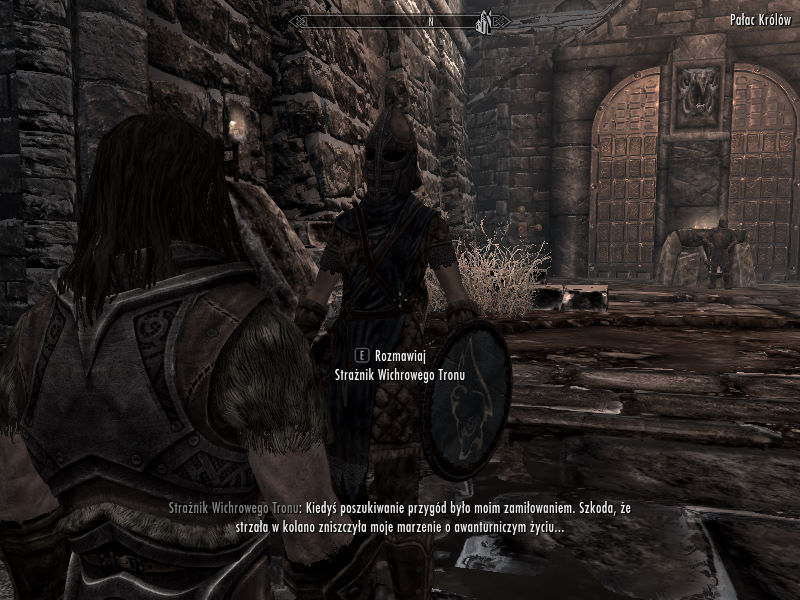 N
Pałac Królów
E Rozmawiaj
Strażnik Wichrowego Tronu
Strażnik Wichrowego Tronu: Kiedyś poszukiwanie przygód było moim zamiłowaniem. Szkoda, że
strzała w kolano zniszczyła moje marzenie o awanturniczym życiu...